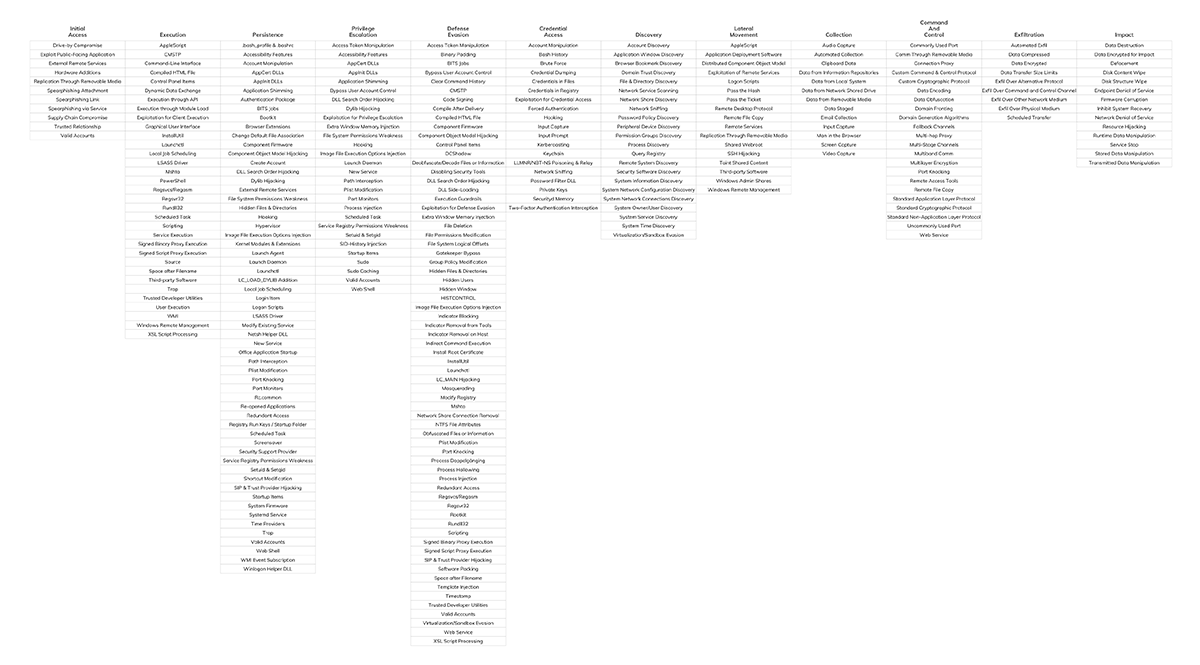 Initial
Access
Drive-by Compromise
Exploit Public-Facing Application
External Remote Services
Hardware Additions
Replication Through Removable Media
Spearphishing Attachment
Spearphishing Link
Spearphishing via Service
Supply Chain Compromise
Trusted Relationship
Valid Accounts
Execution
AppleScript
CMSTP
Command-Line Interface
Compiled HTML File
Control Panel Items
Dynamic Data Exchange
Execution through API
Execution through Module Load
Exploitation for Client Execution
Graphical User Interface
InstallUtil
Launchctl
Local Job Scheduling
LSASS Driver
Mshta
PowerShell
Regsvcs/Regasm
Regsvr32
Rundll32
Scheduled Task
Scripting
Service Execution
Signed Binary Proxy Execution
Signed Script Proxy Execution
Source
Space after Filename
Third-party Software
Trap
Trusted Developer Utilities
User Execution
WMI
Windows Remote Management
XSL Script Processing
Persistence
.bash_profile & .bashrc
Accessibility Features
Account Manipulation
AppCert DLLs
AppInit DLLs
Application Shimming
Authentication Package
BITS Jobs
Bootkit
Browser Extensions
Change Default File Association
Component Firmware
Component Object Model Hijacking
Create Account
DLL Search Order Hijacking
Dylib Hijacking
External Remote Services
File System Permissions Weakness
Hidden Files & Directories
Hooking
Hypervisor
Image File Execution Options Injection
Kernel Modules & Extensions
Launch Agent
Launch Daemon
Launchctl
LC_LOAD_DYLIB Addition
Local Job Scheduling
Login Item
Logon Scripts
LSASS Driver
Modify Existing Service
Netsh Helper DLL
New Service
Office Application Startup
Path Interception
Plist Modification
Port Knocking
Port Monitors
Rc.common
Re-opened Applications
Redundant Access
Registry Run Keys / Startup Folder
Scheduled Task
Screensaver
Security Support Provider
Service Registry Permissions Weakness
Setuid & Setgid
Shortcut Modification
SIP & Trust Provider Hijacking
Startup Items
System Firmware
Systemd Service
Time Providers
Trap
Valid Accounts
Web Shell
WMI Event Subscription
Winlogon Helper DLL
Privilege
Escalation
Access Token Manipulation
Accessibility Features
AppCert DLLs
AppInit DLLs
Application Shimming
Bypass User Account Control
DLL Search Order Hijacking
Dylib Hijacking
Exploitation for Privilege Escalation
Extra Window Memory Injection
File System Permissions Weakness
Hooking
Image File Execution Options Injection
Launch Daemon
New Service
Path Interception
Plist Modification
Port Monitors
Process Injection
Scheduled Task
Service Registry Permissions Weakness
Setuid & Setgid
SID-History Injection
Startup Items
Sudo
Sudo Caching
Valid Accounts
Web Shell
Defense
Evasion
Access Token Manipulation
Binary Padding
BITS Jobs
Bypass User Account Control
Clear Command History
CMSTP
Code Signing
Compile After Delivery
Compiled HTML File
Component Firmware
Component Object Model Hijacking
Control Panel Items
DCShadow
Deobfuscate/Decode Files or Information
Disabling Security Tools
DLL Search Order Hijacking
DLL Side-Loading
Execution Guardrails
Exploitation for Defense Evasion
Extra Window Memory Injection
File Deletion
File Permissions Modification
File System Logical Offsets
Gatekeeper Bypass
Group Policy Modification
Hidden Files & Directories
Hidden Users
Hidden Window
HISTCONTROL
Image File Execution Options Injection
Indicator Blocking
Indicator Removal from Tools
Indicator Removal on Host
Indirect Command Execution
Install Root Certificate
InstallUtil
Launchctl
LC_MAIN Hijacking
Masquerading
Modify Registry
Mshta
Network Share Connection Removal
NTFS File Attributes
Obfuscated Files or Information
Plist Modification
Port Knocking
Process Doppelgänging
Process Hollowing
Process Injection
Redundant Access
Regsvcs/Regasm
Regsvr32
Rootkit
Rundll32
Scripting
Signed Binary Proxy Execution
Signed Script Proxy Execution
SIP & Trust Provider Hijacking
Software Packing
Space after Filename
Template Injection
Timestomp
Trusted Developer Utilities
Valid Accounts
Virtualization/Sandbox Evasion
Web Service
XSL Script Processing
Credential
Access
Account Manipulation
Bash History
Brute Force
Credential Dumping
Credentials in Files
Credentials in Registry
Exploitation for Credential Access
Forced Authentication
Hooking
Input Capture
Input Prompt
Kerberoasting
Keychain
LLMNR/NBT-NS Poisoning & Relay
Network Sniffing
Password Filter DLL
Private Keys
Securityd Memory
Two-Factor Authentication Interception
Discovery
Account Discovery
Application Window Discovery
Browser Bookmark Discovery
Domain Trust Discovery
File & Directory Discovery
Network Service Scanning
Network Share Discovery
Network Sniffing
Password Policy Discovery
Peripheral Device Discovery
Permission Groups Discovery
Process Discovery
Query Registry
Remote System Discovery
Security Software Discovery
System Information Discovery
System Network Configuration Discovery
System Network Connections Discovery
System Owner/User Discovery
System Service Discovery
System Time Discovery
Virtualization/Sandbox Evasion
Lateral
Movement
AppleScript
Application Deployment Software
Distributed Component Object Model
Exploitation of Remote Services
Logon Scripts
Pass the Hash
Pass the Ticket
Remote Desktop Protocol
Remote File Copy
Remote Services
Replication Through Removable Media
Shared Webroot
SSH Hijacking
Taint Shared Content
Third-party Software
Windows Admin Shares
Windows Remote Management
Collection
Audio Capture
Automated Collection
Clipboard Data
Data from Information Repositories
Data from Local System
Data from Network Shared Drive
Data from Removable Media
Data Staged
Email Collection
Input Capture
Man in the Browser
Screen Capture
Video Capture
Command
And
Control
Commonly Used Port
Comm Through Removable Media
Connection Proxy
Custom Command & Control Protocol
Custom Cryptographic Protocol
Data Encoding
Data Obfuscation
Domain Fronting
Domain Generation Algorithms
Fallback Channels
Multi-hop Proxy
Multi-Stage Channels
Multiband Comm
Multilayer Encryption
Port Knocking
Remote Access Tools
Remote File Copy
Standard Application Layer Protocol
Standard Cryptographic Protocol
Standard Non-Application Layer Protocol
Uncommonly Used Port
Web Service
Exfiltration
Automated Exfil
Data Compressed
Data Encrypted
Data Transfer Size Limits
Exfil Over Alternative Protocol
Exfil Over Command and Control Channel
Exfil Over Other Network Medium
Exfil Over Physical Medium
Scheduled Transfer
Impact
Data Destruction
Data Encrypted for Impact
Defacement
Disk Content Wipe
Disk Structure Wipe
Endpoint Denial of Service
Firmware Corruption
Inhibit System Recovery
Network Denial of Service
Resource Hijacking
Runtime Data Manipulation
Service Stop
Stored Data Manipulation
Transmitted Data Manipulation